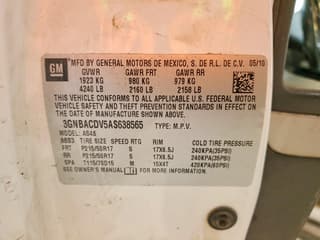 GM MFD BY GENERAL MOTORS DE MEXICO, S. DE R.L. DE C.V. 05/10
GVWR GAWR FRT GAWR RR
1923 KG 980 KG 979 KG
4240 LB 2160 LB 2158 LB
THIS VEHICLE CONFORMS TO ALL APPLICABLE U.S. FEDERAL MOTOR
VEHICLE SAFETY AND THEFT PREVENTION STANDARDS IN EFFECT
ON THE DATE OF MANUFACTURE SHOWN ABOVE.
3GNBACDV5AS638565 TYPE: M.P.V.
MODEL:
TIRE SIZE SPEED RTG RIM COLD TIRE PRESSURE
FRT P215/55R17 S 17X6.5J 240KPA(35PSI)
RR P215/55R17 S 17X6.5J 240KPA(35PSI)
SPA T115/70D15 M 15X4T 420KPA(60PSI)
SEE OWNER'S MANUAL FOR MORE INFORMATION.